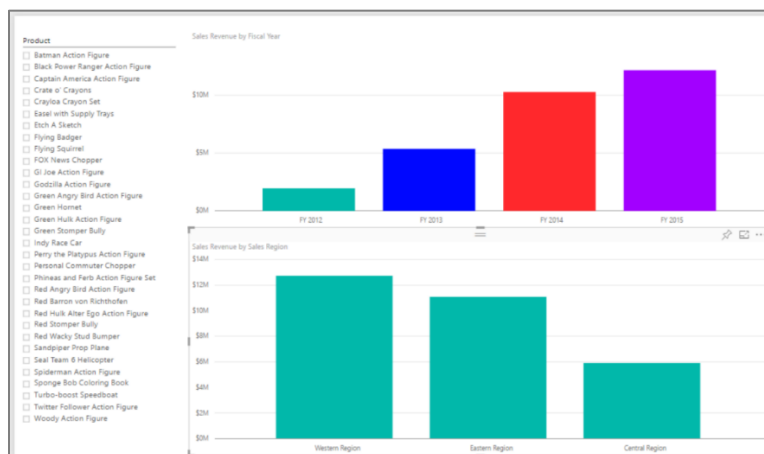 Product
Batman Action Figure
Black Power Ranger Action Figure
Captain America Action Figure
Crate o' Crayons
Crayloa Crayon Set
Easel with Supply Trays
Etch A Sketch
Flying Badger
Flying Squirrel
FOX News Chopper
GI Joe Action Figure
Godzilla Action Figure
Green Angry Bird Action Figure
Green Hornet
Green Hulk Action Figure
Green Stomper Bully
Indy Race Car
Perry the Platypus Action Figure
Personal Commuter Chopper
Phineas and Ferb Action Figure Set
Red Angry Bird Action Figure
Red Barron von Richthofen
Red Hulk Alter Ego Action Figure
Red Stomper Bully
Red Wacky Stud Bumper
Sandpiper Prop Plane
Seal Team 6 Helicopter
Spiderman Action Figure
Sponge Bob Coloring Book
Turbo-boost Speedboat
Twitter Follower Action Figure
Woody Action Figure
Sales Revenue by Fiscal Year
$10M
$5M
$0M
FY 2012 FY 2013 FY 2014 FY 2015
Sales Revenue by Sales Region
$14M
$12M
$10M
$8M
$6M
$4M
$2M
$0M
Western Region Eastern Region Central Region